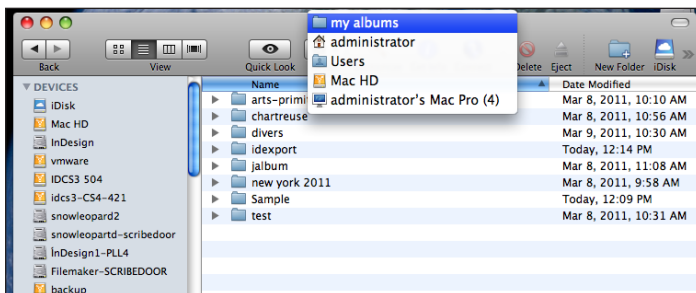 my albums
administrator
Users
Mac HD
administrator's Mac Pro (4)
Back View Quick Look Delete Eject New Folder iDisk
DEVICES
iDisk
Mac HD
InDesign
vmware
IDCS3 504
idcs3-CS4-421
snowleopard2
snowleopartd-scribedoor
InDesign1-PLL4
Filemaker-SCRIBEDOOR
backup
Name Date Modified
arts-primi Mar 8, 2011, 10:10 AM
chartreuse Mar 8, 2011, 10:56 AM
divers Mar 9, 2011, 10:30 AM
idexport Today, 12:14 PM
jalbum Mar 8, 2011, 11:08 AM
new york 2011 Mar 8, 2011, 9:58 AM
Sample Today, 12:09 PM
test Mar 8, 2011, 10:31 AM